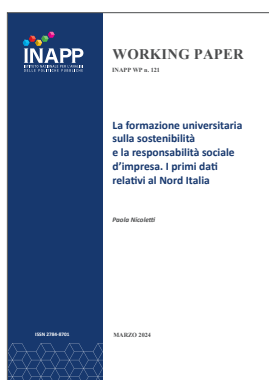 INAPP
ISTITUTO NAZIONALE PER L'ANALISI
DELLE POLITICHE PUBBLICHE
WORKING PAPER
INAPP WP n. 121
La formazione universitaria
sulla sostenibilità
e la responsabilità sociale
d'impresa. I primi dati
relativi al Nord Italia
Paola Nicoletti
ISSN 2784-8701
MARZO 2024